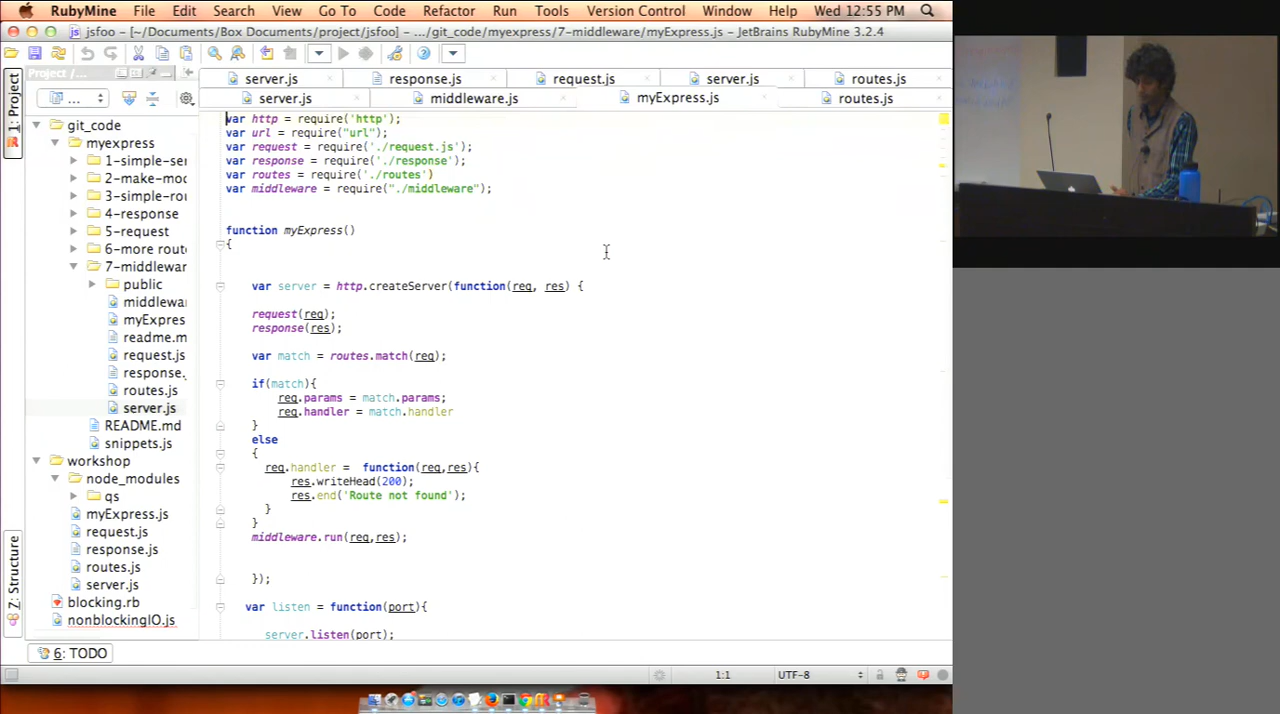 RubyMine File Edit Search View Go To Code Refactor Run Tools Version Control Window Help Wed 12:55 PM
jsfoo - [~/Documents/Box Documents/project/jsfoo] - .../git_code/myexpress/7-middleware/myExpress.js - JetBrains RubyMine 3.2.4
1: Project
Project /...
server.js response.js request.js server.js routes.js
... server.js middleware.js myExpress.js routes.js
git_code
myexpress
1-simple-ser
2-make-mod
3-simple-rou
4-response
5-request
6-more route
7-middlewar
public
middlewa
myExpres
readme.m
request.js
response.
routes.js
server.js
README.md
snippets.js
workshop
node_modules
qs
myExpress.js
request.js
response.js
routes.js
server.js
blocking.rb
nonblockingIO.js
7: Structure
var http = require('http');
var url = require("url");
var request = require('./request.js');
var response = require('./response');
var routes = require('./routes')
var middleware = require("./middleware");
function myExpress()
{
var server = http.createServer(function(req, res) {
request(req);
response(res);
var match = routes.match(req);
if(match){
req.params = match.params;
req.handler = match.handler
}
else
{
req.handler = function(req,res){
res.writeHead(200);
res.end('Route not found');
}
}
middleware.run(req,res);
});
var listen = function(port){
server.listen(port);
6: TODO
1:1 UTF-8